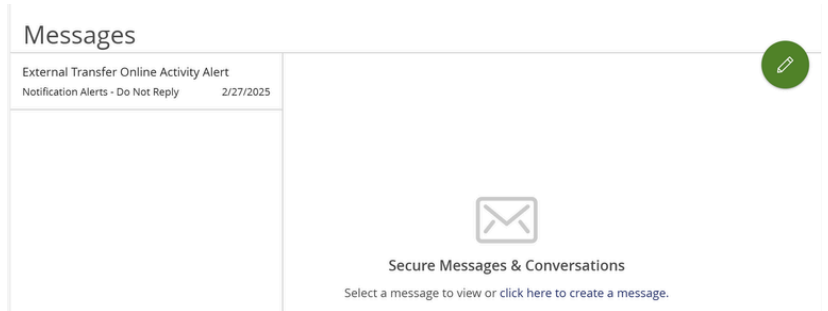 Messages
External Transfer Online Activity Alert
Notification Alerts - Do Not Reply 2/27/2025
Secure Messages & Conversations
Select a message to view or click here to create a message.